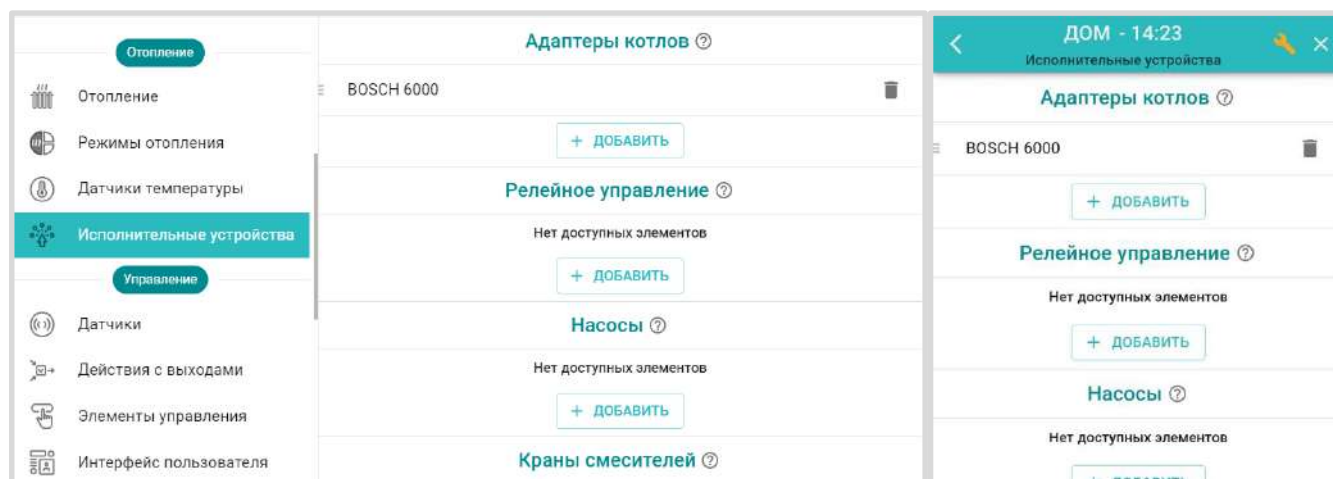 Отопление
Отопление
Режимы отопления
Датчики температуры
Исполнительные устройства
Управление
Датчики
Действия с выходами
Элементы управления
Интерфейс пользователя
Адаптеры котлов
BOSCH 6000
+ ДОБАВИТЬ
Релейное управление
Нет доступных элементов
+ ДОБАВИТЬ
Насосы
Нет доступных элементов
+ ДОБАВИТЬ
Краны смесителей
ДОМ - 14:23
Исполнительные устройства
Адаптеры котлов
BOSCH 6000
+ ДОБАВИТЬ
Релейное управление
Нет доступных элементов
+ ДОБАВИТЬ
Насосы
Нет доступных элементов